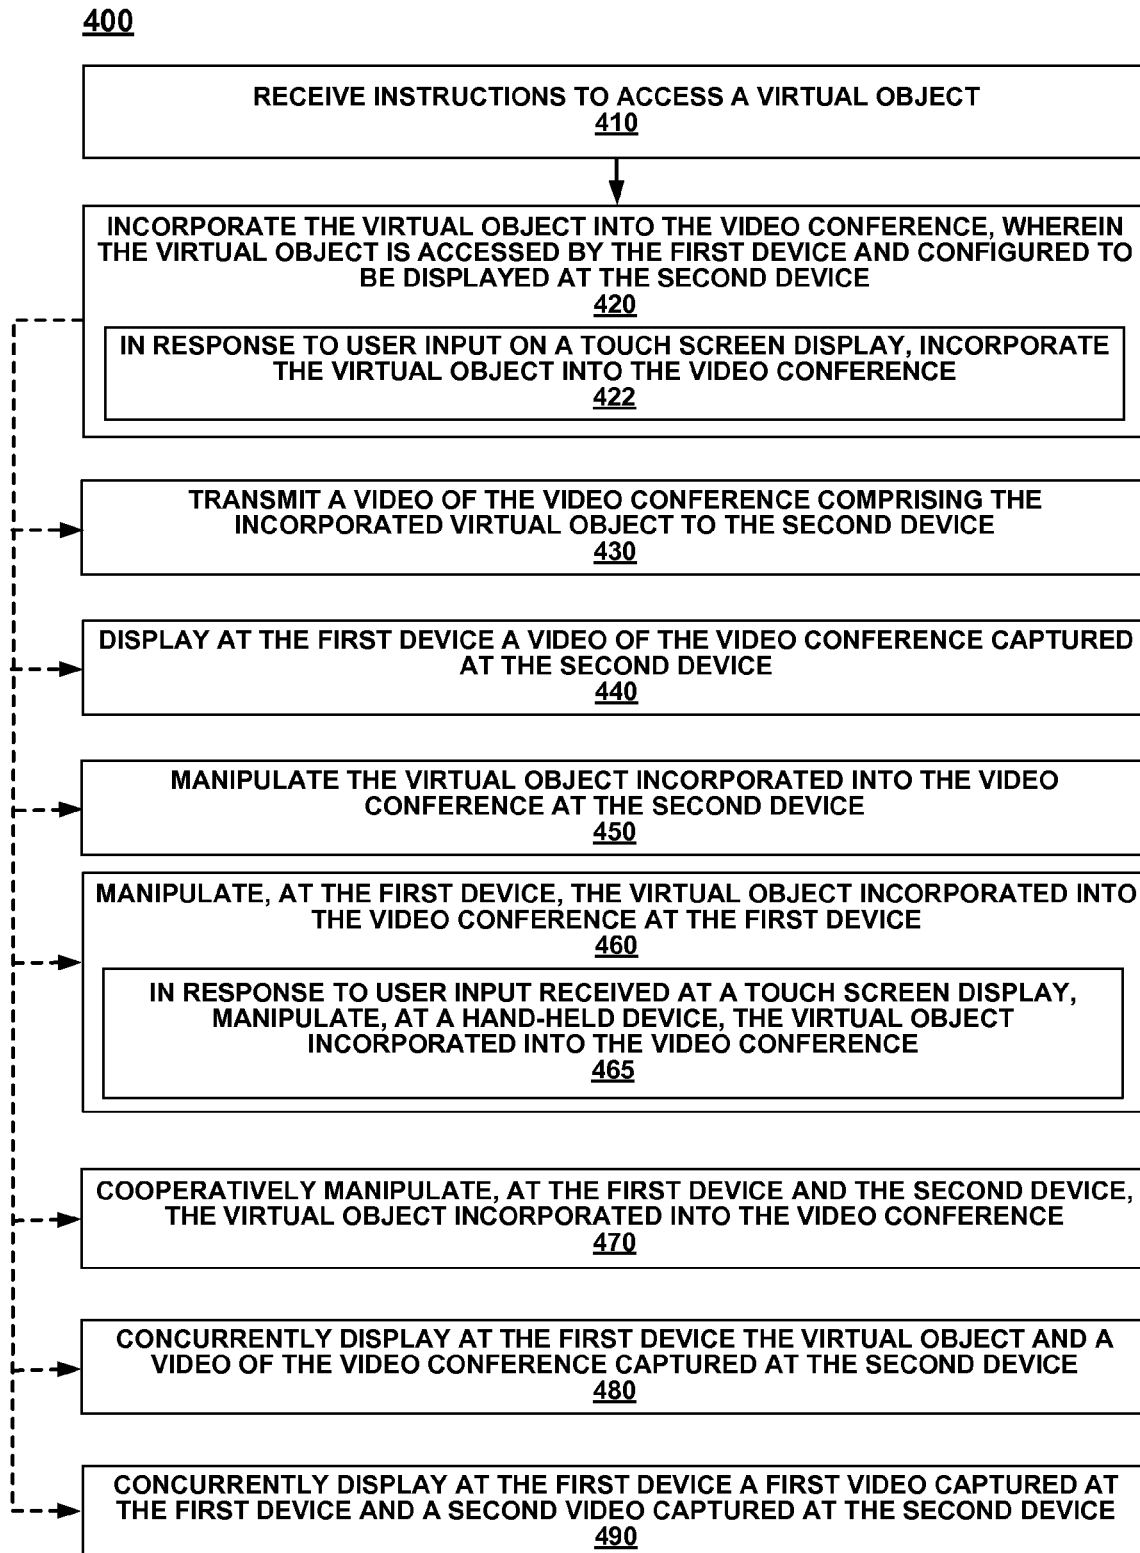 400
RECEIVE INSTRUCTIONS TO ACCESS A VIRTUAL OBJECT
410
INCORPORATE THE VIRTUAL OBJECT INTO THE VIDEO CONFERENCE, WHEREIN
THE VIRTUAL OBJECT IS ACCESSED BY THE FIRST DEVICE AND CONFIGURED TO
BE DISPLAYED AT THE SECOND DEVICE
420
IN RESPONSE TO USER INPUT ON A TOUCH SCREEN DISPLAY, INCORPORATE
THE VIRTUAL OBJECT INTO THE VIDEO CONFERENCE
422
TRANSMIT A VIDEO OF THE VIDEO CONFERENCE COMPRISING THE
INCORPORATED VIRTUAL OBJECT TO THE SECOND DEVICE
430
DISPLAY AT THE FIRST DEVICE A VIDEO OF THE VIDEO CONFERENCE CAPTURED
AT THE SECOND DEVICE
440
MANIPULATE THE VIRTUAL OBJECT INCORPORATED INTO THE VIDEO
CONFERENCE AT THE SECOND DEVICE
450
MANIPULATE, AT THE FIRST DEVICE, THE VIRTUAL OBJECT INCORPORATED INTO
THE VIDEO CONFERENCE AT THE FIRST DEVICE
460
IN RESPONSE TO USER INPUT RECEIVED AT A TOUCH SCREEN DISPLAY,
MANIPULATE, AT A HAND-HELD DEVICE, THE VIRTUAL OBJECT
INCORPORATED INTO THE VIDEO CONFERENCE
465
COOPERATIVELY MANIPULATE, AT THE FIRST DEVICE AND THE SECOND DEVICE,
THE VIRTUAL OBJECT INCORPORATED INTO THE VIDEO CONFERENCE
470
CONCURRENTLY DISPLAY AT THE FIRST DEVICE THE VIRTUAL OBJECT AND A
VIDEO OF THE VIDEO CONFERENCE CAPTURED AT THE SECOND DEVICE
480
CONCURRENTLY DISPLAY AT THE FIRST DEVICE A FIRST VIDEO CAPTURED AT
THE FIRST DEVICE AND A SECOND VIDEO CAPTURED AT THE SECOND DEVICE
490